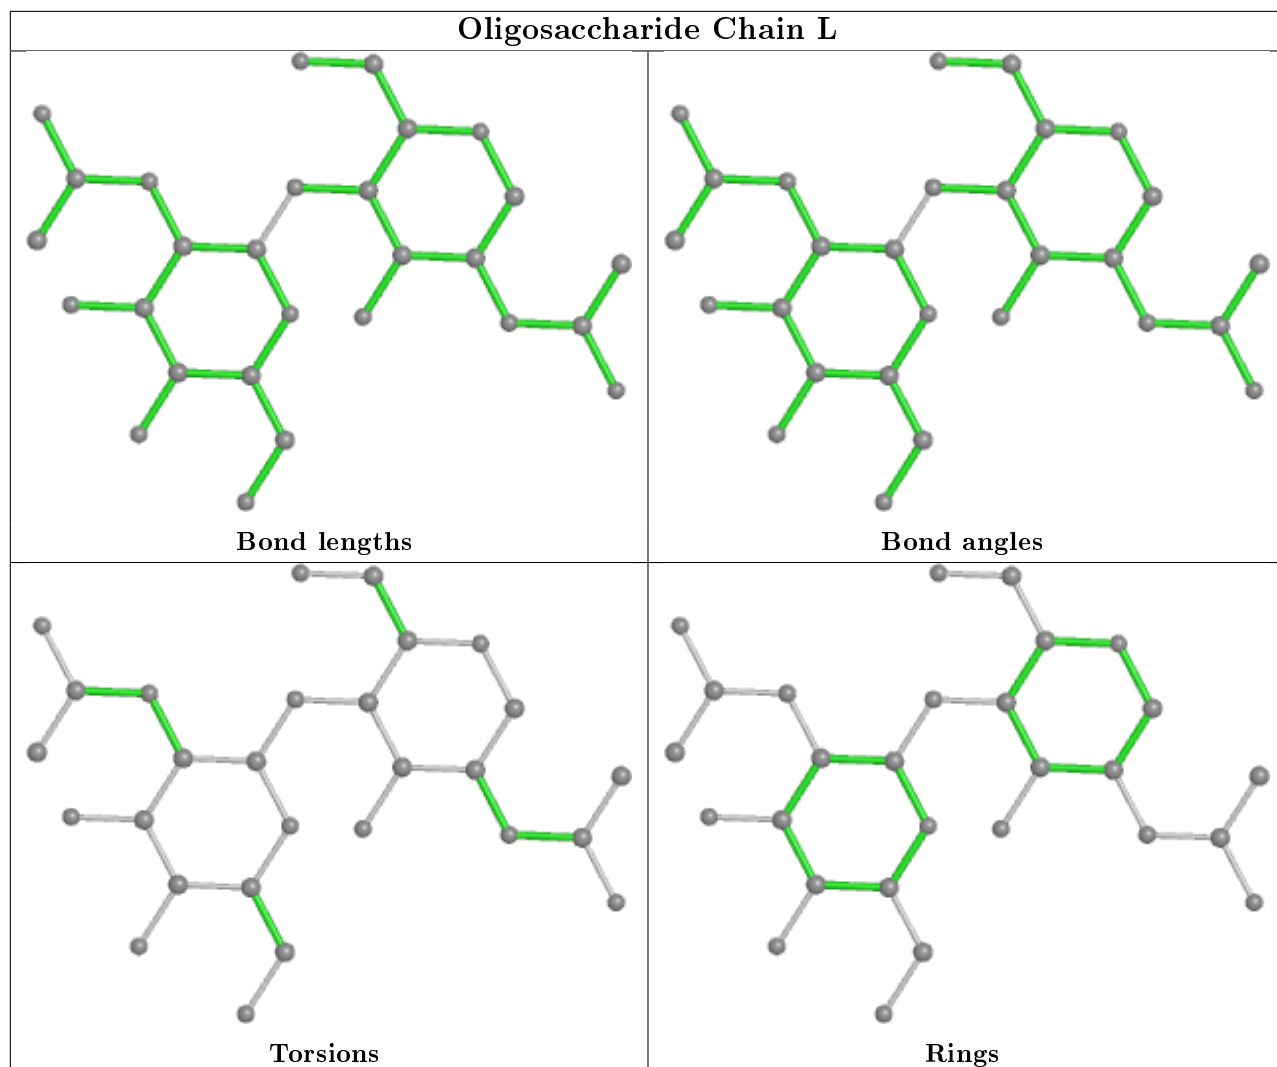 Oligosaccharide Chain L
Bond lengths
Bond angles
Torsions
Rings